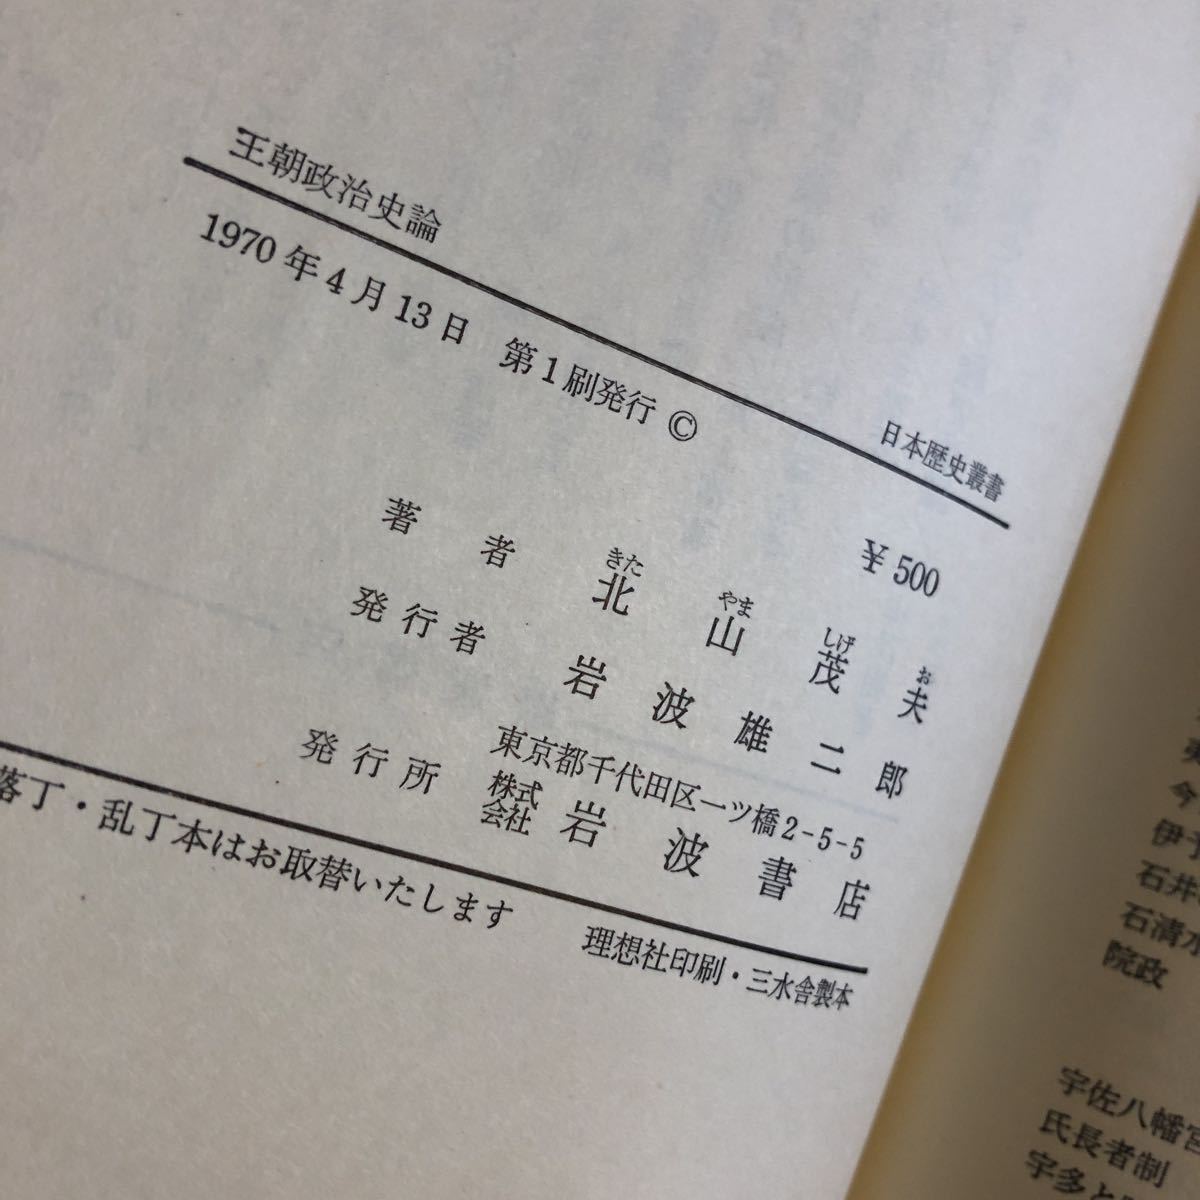 王朝政治史論
日本歴史叢書
1970年4月13日 第1刷発行 ©
¥500
著者 北山茂夫
きた やま しげ お
発行者 岩波雄二郎
東京都千代田区一ツ橋2-5-5
発行所 株式会社 岩波書店
落丁・乱丁本はお取替いたします
理想社印刷・三水舎製本
今
伊予
石井
石清水
院政
宇佐八幡宮
氏長者制
宇多